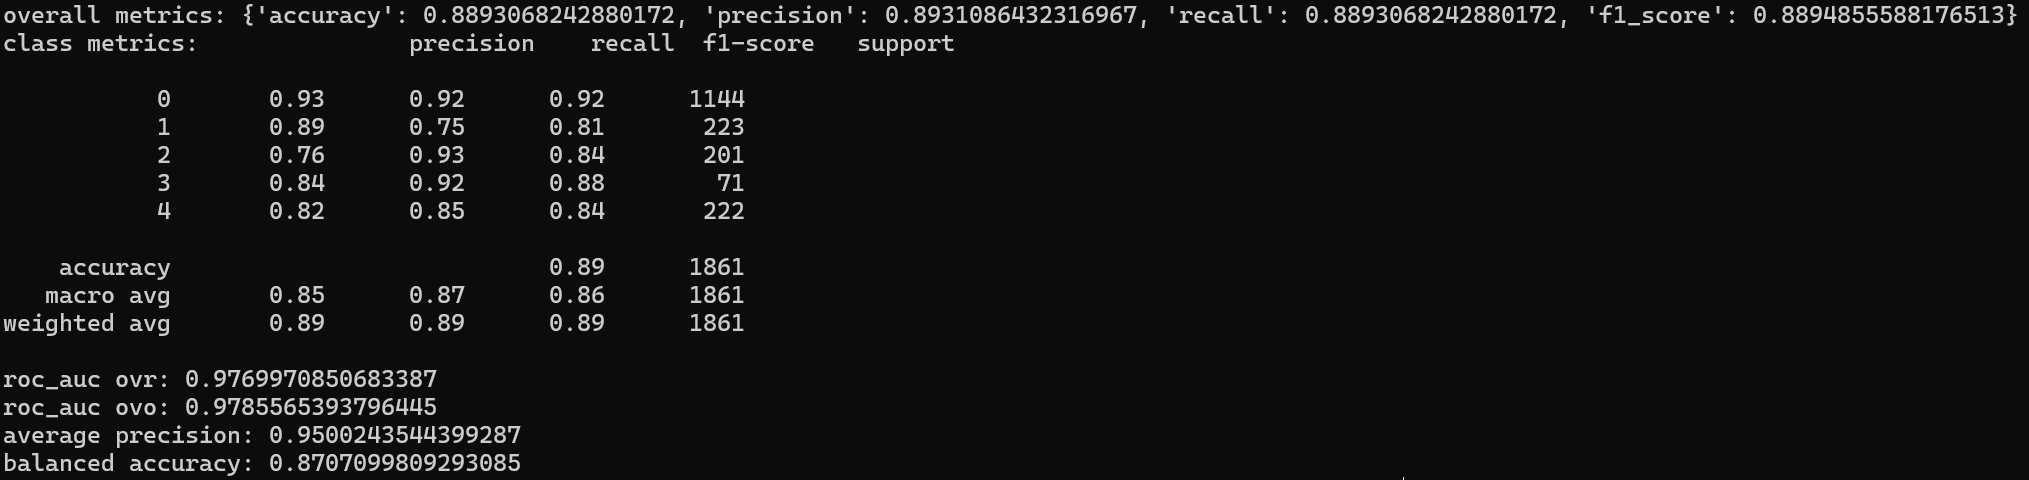 overall metrics: {'accuracy': 0.8893068242880172, 'precision': 0.8931086432316967, 'recall': 0.8893068242880172, 'f1_score': 0.8894855588176513}
class metrics:               precision    recall  f1-score   support
0       0.93      0.92      0.92      1144
1       0.89      0.75      0.81       223
2       0.76      0.93      0.84       201
3       0.84      0.92      0.88        71
4       0.82      0.85      0.84       222
accuracy                           0.89      1861
macro avg       0.85      0.87      0.86      1861
weighted avg       0.89      0.89      0.89      1861
roc_auc ovr: 0.9769970850683387
roc_auc ovo: 0.9785565393796445
average precision: 0.9500243544399287
balanced accuracy: 0.8707099809293085